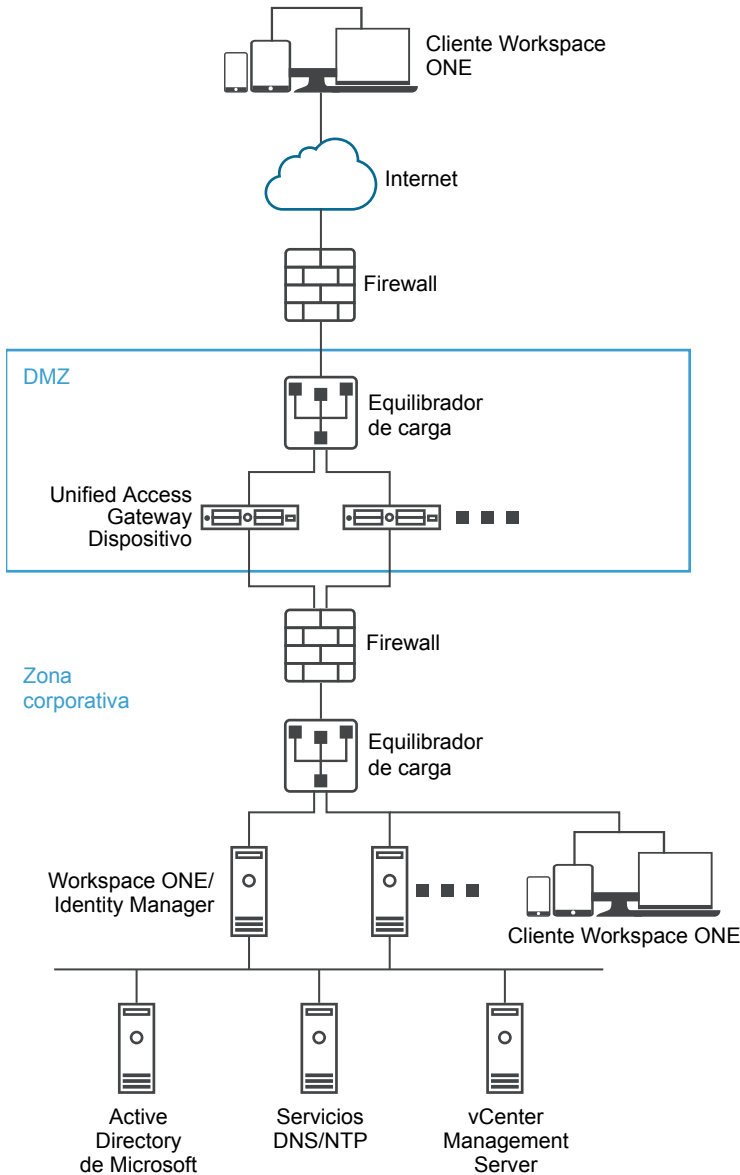 Cliente Workspace
ONE
Internet
Firewall
DMZ
Equilibrador
de carga
Unified Access
Gateway
Dispositivo
Firewall
Zona
corporativa
Equilibrador
de carga
Workspace ONE/
Identity Manager
Cliente Workspace ONE
Active
Directory
de Microsoft
Servicios
DNS/NTP
vCenter
Management
Server